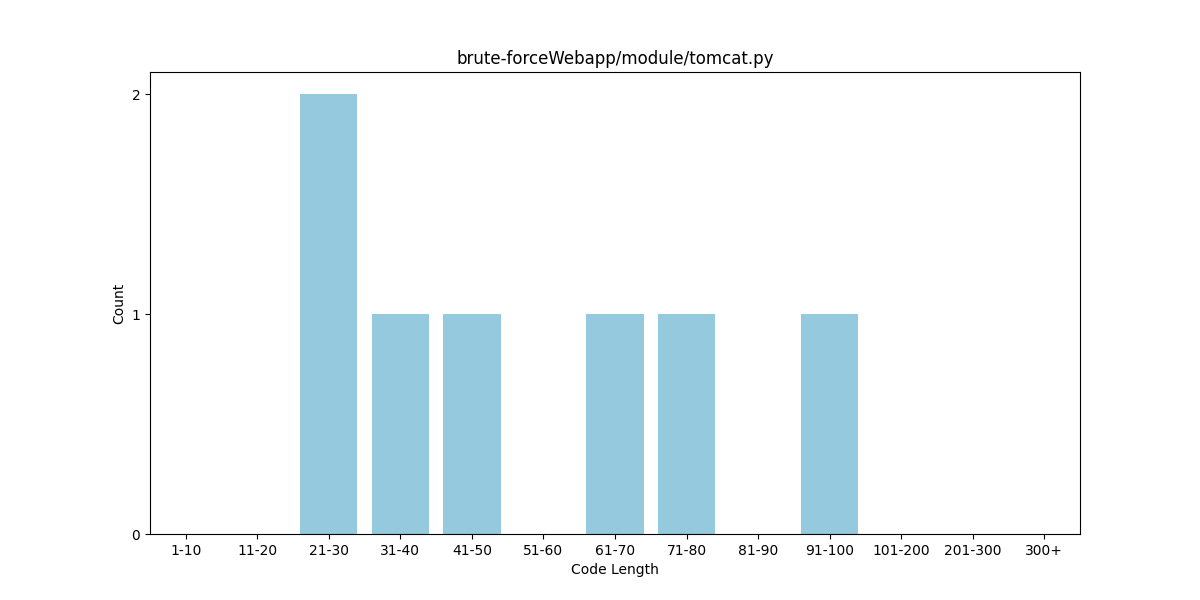 brute-forceWebapp/module/tomcat.py
Count
2
1
0
1-10 11-20 21-30 31-40 41-50 51-60 61-70 71-80 81-90 91-100 101-200 201-300 300+
Code Length